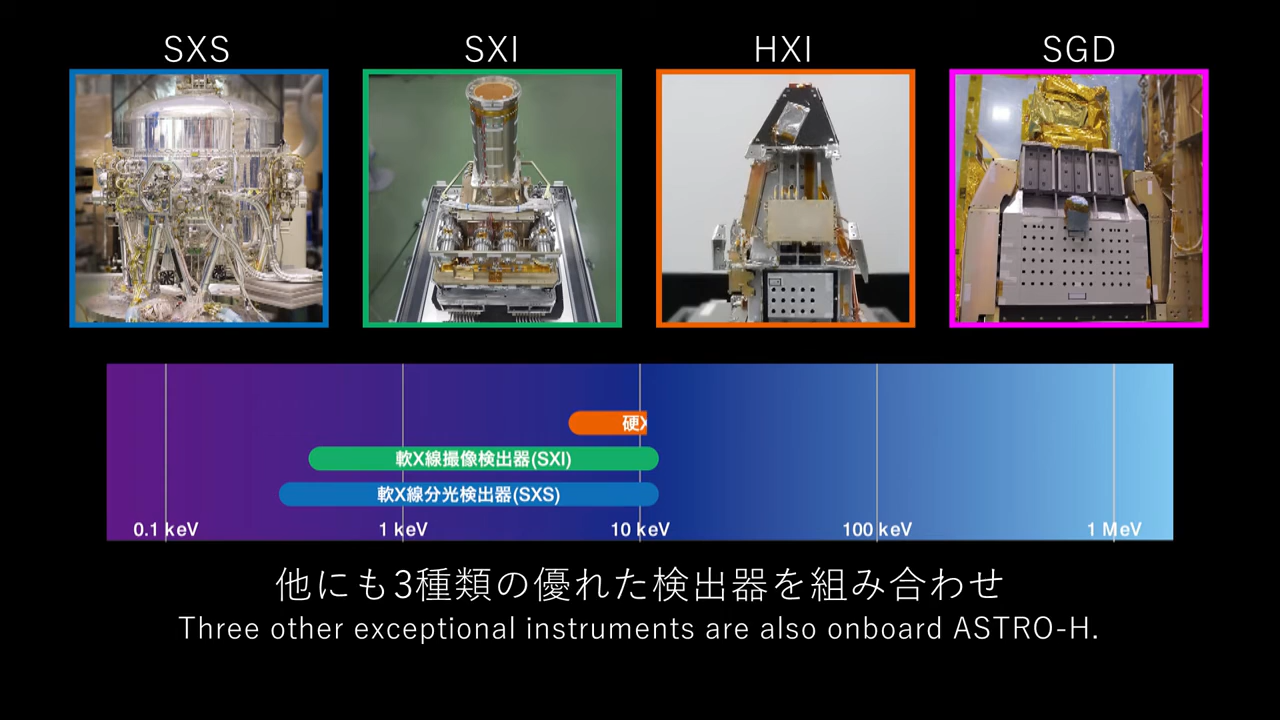 SXS
SXI
HXI
SGD
硬X
軟X線撮像検出器(SXI)
軟X線分光検出器(SXS)
0.1 keV
1 keV
10 keV
100 keV
1 MeV
他にも3種類の優れた検出器を組み合わせ
Three other exceptional instruments are also onboard ASTRO-H.